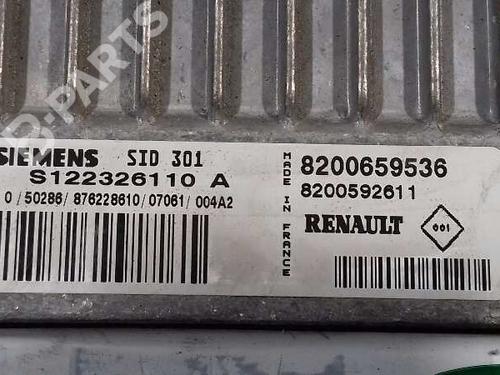 B-PARTS
SIEMENS SID 301
S122326110 A
0/50286/876228610/07061/004A2
MADE IN FRANCE
8200659536
8200592611
RENAULT
001